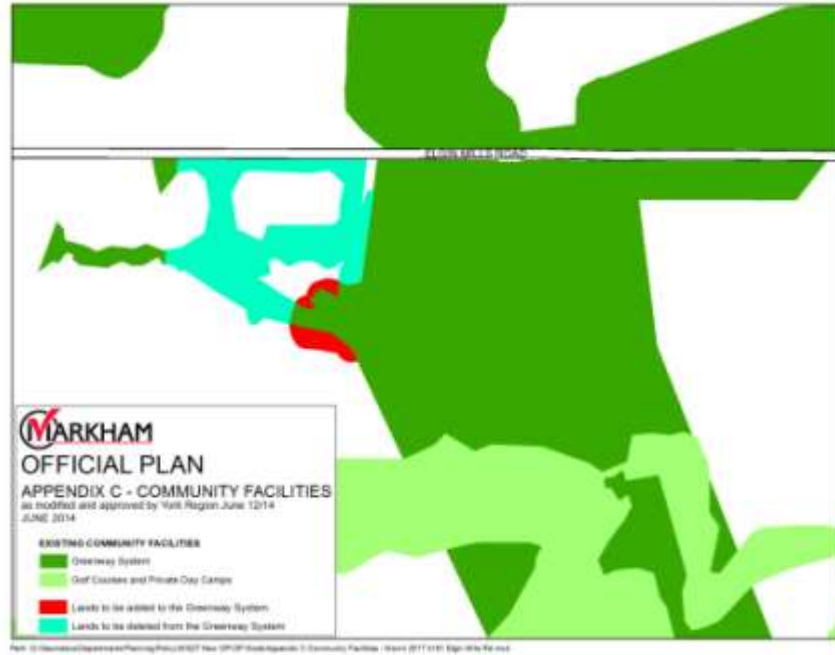 ELGIN MILLS ROAD
MARKHAM
OFFICIAL PLAN
APPENDIX C - COMMUNITY FACILITIES
as modified and approved by York Region June 12/14
JUNE 2014
EXISTING COMMUNITY FACILITIES
Greenway System
Golf Courses and Private Day Camps
Lands to be added to the Greenway System
Lands to be deleted from the Greenway System